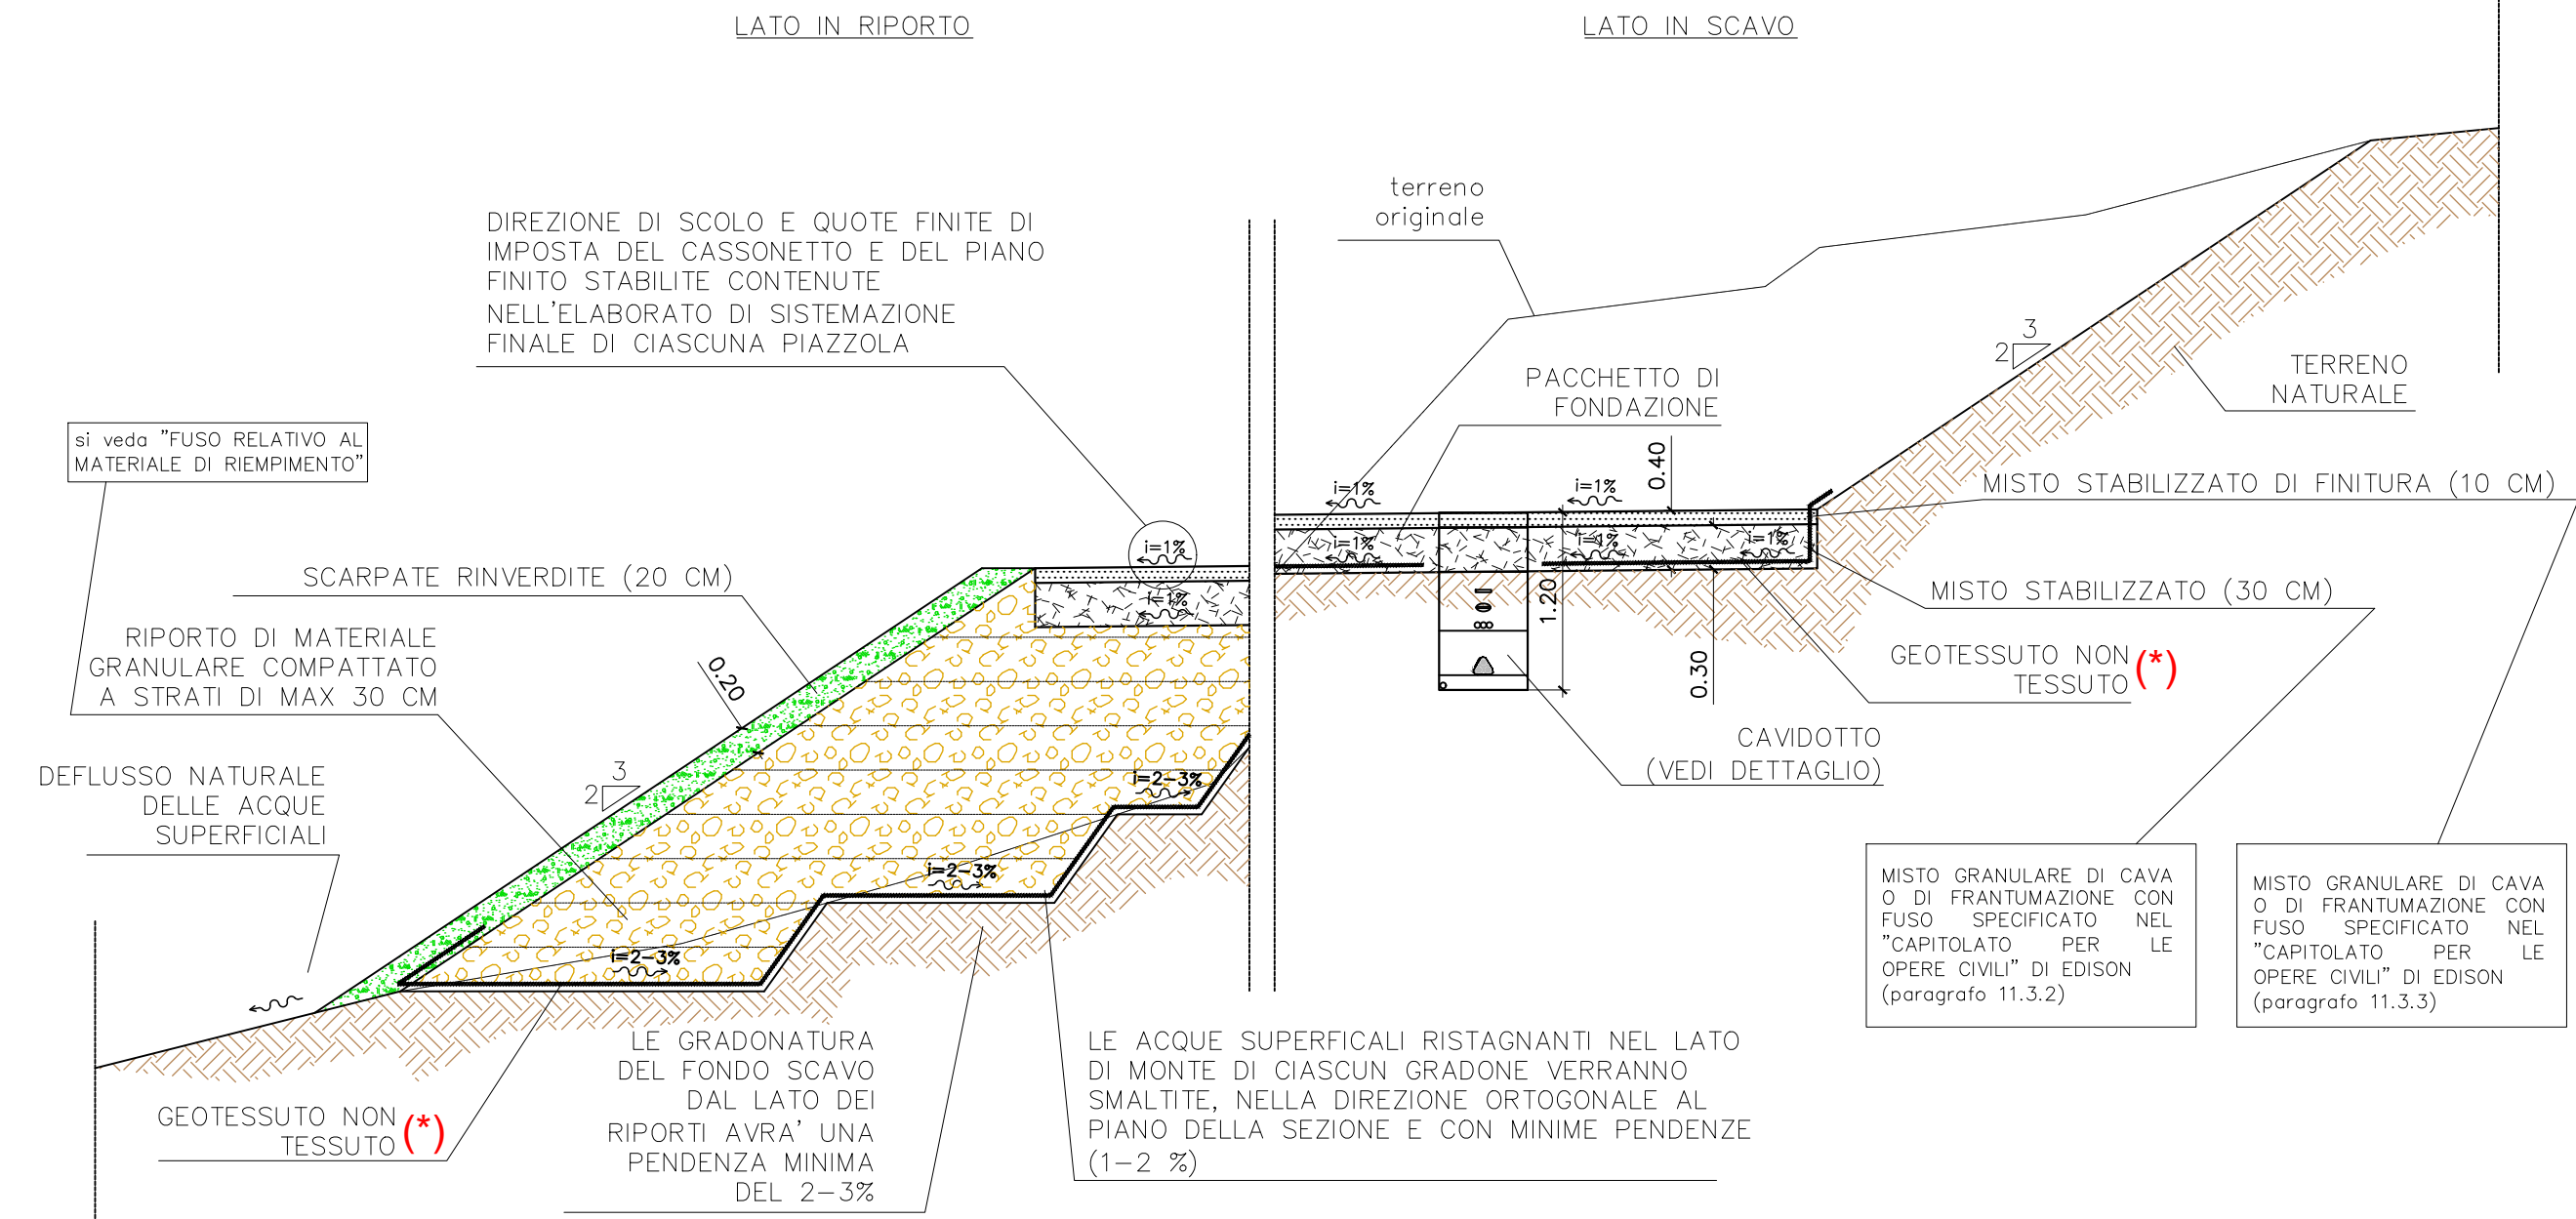 LATO IN RIPORTO
LATO IN SCAVO
DIREZIONE DI SCOLO E QUOTE FINITE DI
IMPOSTA DEL CASSONETTO E DEL PIANO
FINITO STABILITE CONTENUTE
NELL'ELABORATO DI SISTEMAZIONE
FINALE DI CIASCUNA PIAZZOLA
terreno
originale
3
2
TERRENO
NATURALE
PACCHETTO DI
FONDAZIONE
si veda "FUSO RELATIVO AL
MATERIALE DI RIEMPIMENTO"
0.40
i=1%
i=1%
MISTO STABILIZZATO DI FINITURA (10 CM)
i=1%
i=1%
i=1%
i=1%
i=1%
SCARPATE RINVERDITE (20 CM)
1.20
MISTO STABILIZZATO (30 CM)
RIPORTO DI MATERIALE
GRANULARE COMPATTATO
A STRATI DI MAX 30 CM
0.20
0.30
GEOTESSUTO NON
TESSUTO (*)
CAVIDOTTO
(VEDI DETTAGLIO)
3
2
DEFLUSSO NATURALE
DELLE ACQUE
SUPERFICIALI
i=2-3%
i=2-3%
i=2-3%
MISTO GRANULARE DI CAVA
O DI FRANTUMAZIONE CON
FUSO SPECIFICATO NEL
"CAPITOLATO PER LE
OPERE CIVILI" DI EDISON
(paragrafo 11.3.2)
MISTO GRANULARE DI CAVA
O DI FRANTUMAZIONE CON
FUSO SPECIFICATO NEL
"CAPITOLATO PER LE
OPERE CIVILI" DI EDISON
(paragrafo 11.3.3)
GEOTESSUTO NON
TESSUTO (*)
LE GRADONATURA
DEL FONDO SCAVO
DAL LATO DEI
RIPORTI AVRA' UNA
PENDENZA MINIMA
DEL 2-3%
LE ACQUE SUPERFICALI RISTAGNANTI NEL LATO
DI MONTE DI CIASCUN GRADONE VERRANNO
SMALTITE, NELLA DIREZIONE ORTOGONALE AL
PIANO DELLA SEZIONE E CON MINIME PENDENZE
(1-2 %)